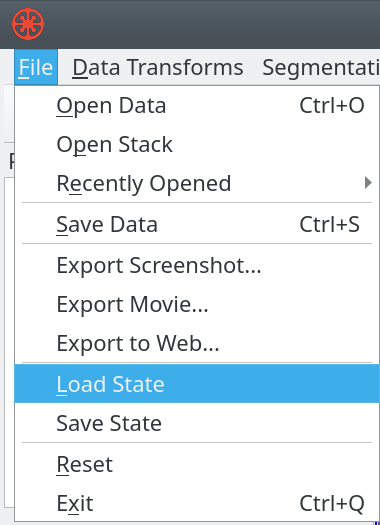 File Data Transforms Segmentati
Open Data Ctrl+O
Open Stack
Recently Opened
Save Data Ctrl+S
Export Screenshot...
Export Movie...
Export to Web...
Load State
Save State
Reset
Exit Ctrl+Q